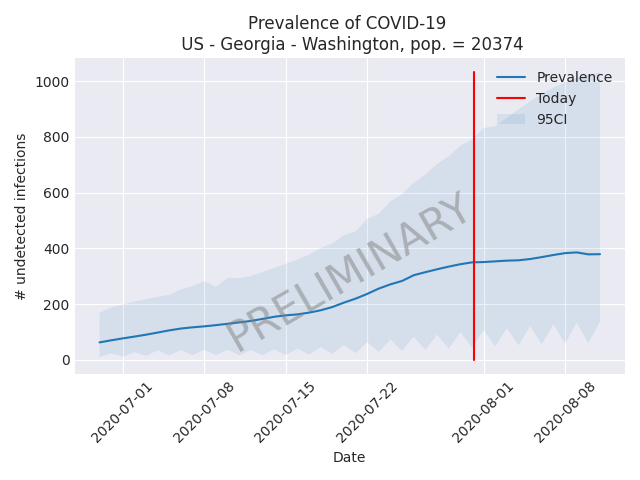 Prevalence of COVID-19
US - Georgia - Washington, pop. = 20374
Prevalence
Today
95CI
1000
800
600
400
200
0
# undetected infections
PRELIMINARY
2020-07-01
2020-07-08
2020-07-15
2020-07-22
2020-08-01
2020-08-08
Date